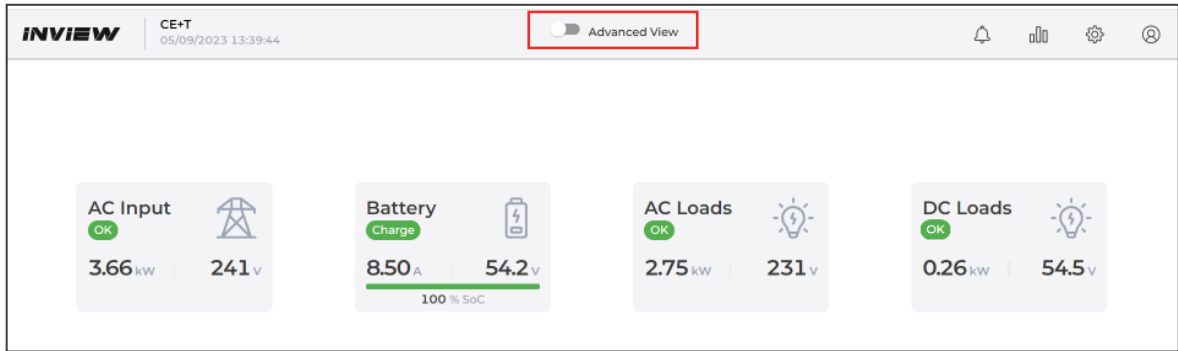 INVIEW
CE+T
05/09/2023 13:39:44
Advanced View
AC Input
OK
3.66 kW 241 V
Battery
Charge
8.50 A 54.2 V
100 % SoC
AC Loads
OK
2.75 kW 231 V
DC Loads
OK
0.26 kW 54.5 V